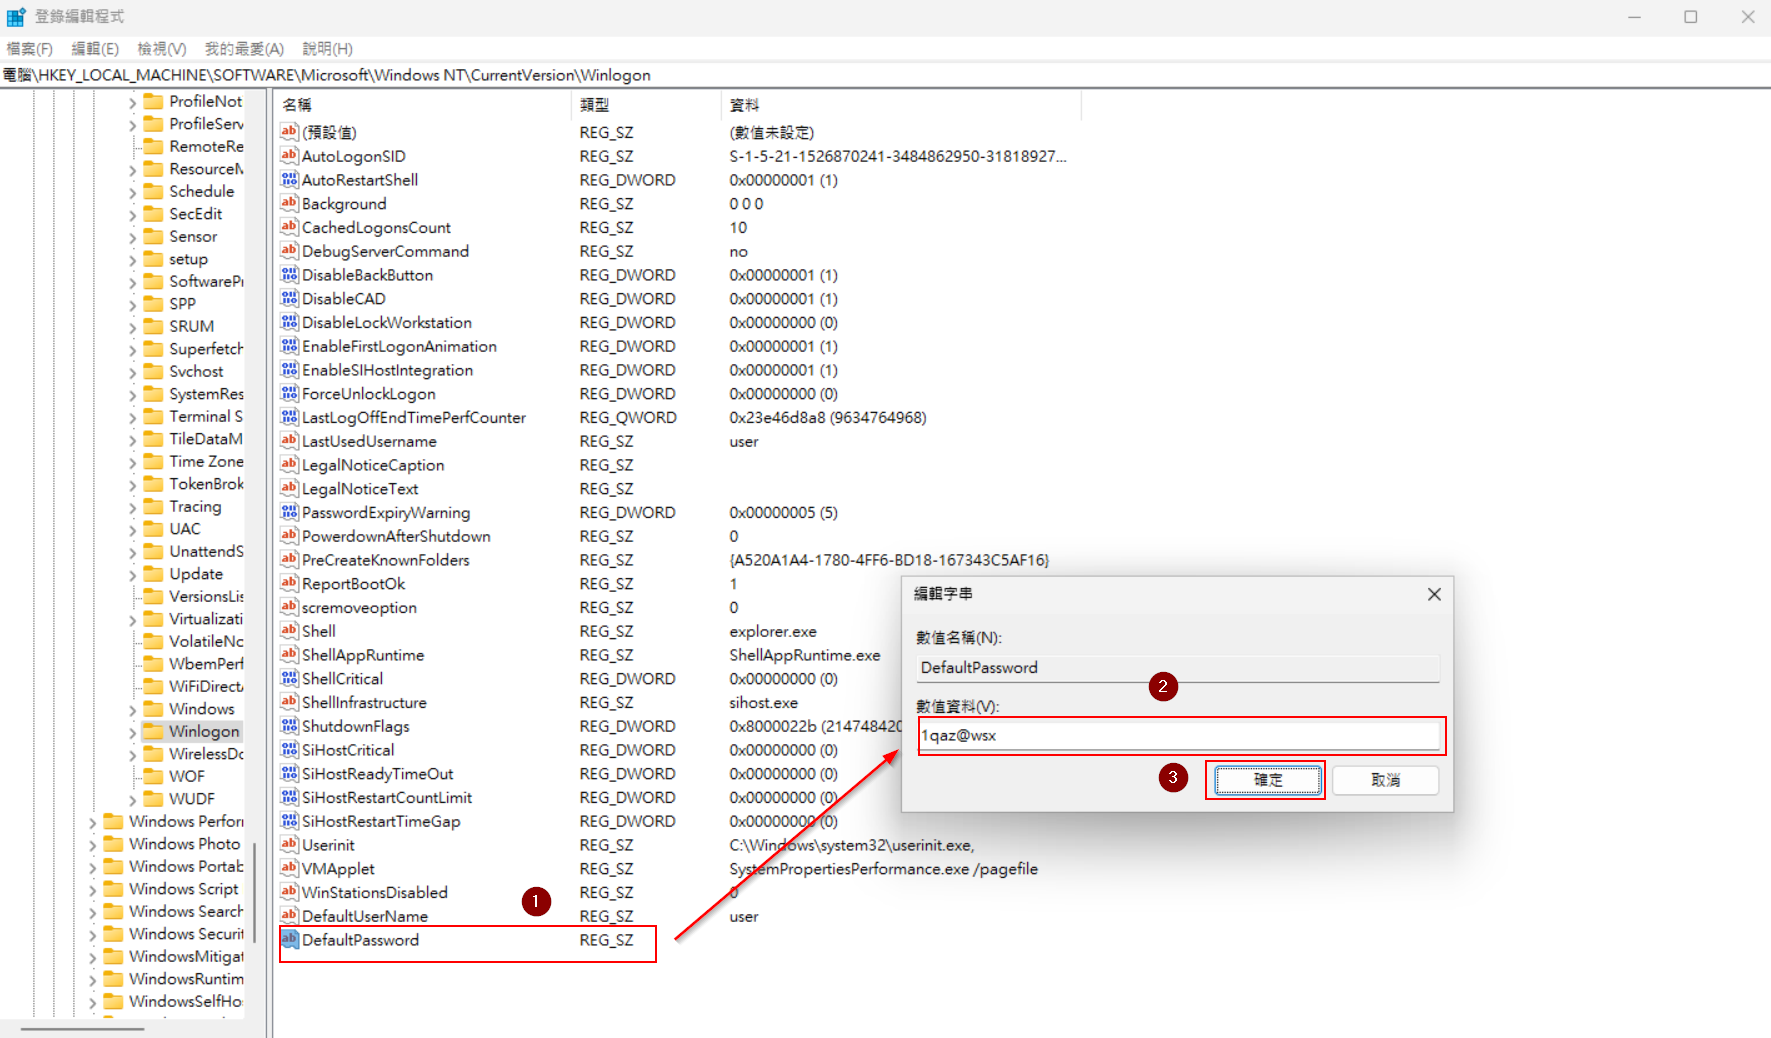 登錄編輯程式
檔案(F) 編輯(E) 檢視(V) 我的最愛(A) 說明(H)
電腦\HKEY_LOCAL_MACHINE\SOFTWARE\Microsoft\Windows NT\CurrentVersion\Winlogon
ProfileNot
ProfileServ
RemoteRe
ResourceM
Schedule
SecEdit
Sensor
setup
SoftwarePr
SPP
SRUM
Superfetch
Svchost
SystemRes
Terminal S
TileDataM
Time Zone
TokenBrok
Tracing
UAC
UnattendS
Update
VersionsLis
Virtualizati
VolatileNo
WbemPerf
WiFiDirectA
Windows
Winlogon
WirelessDo
WOF
WUDF
Windows Perforr
Windows Photo
Windows Portab
Windows Script
Windows Search
Windows Securit
WindowsMitigat
WindowsRuntim
WindowsSelfHo
名稱 類型 資料
(預設值) REG_SZ (數值未設定)
AutoLogonSID REG_SZ S-1-5-21-1526870241-3484862950-31818927...
AutoRestartShell REG_DWORD 0x00000001 (1)
Background REG_SZ 0 0 0
CachedLogonsCount REG_SZ 10
DebugServerCommand REG_SZ no
DisableBackButton REG_DWORD 0x00000001 (1)
DisableCAD REG_DWORD 0x00000001 (1)
DisableLockWorkstation REG_DWORD 0x00000000 (0)
EnableFirstLogonAnimation REG_DWORD 0x00000001 (1)
EnableSIHostIntegration REG_DWORD 0x00000001 (1)
ForceUnlockLogon REG_DWORD 0x00000000 (0)
LastLogOffEndTimePerfCounter REG_QWORD 0x23e46d8a8 (9634764968)
LastUsedUsername REG_SZ user
LegalNoticeCaption REG_SZ
LegalNoticeText REG_SZ
PasswordExpiryWarning REG_DWORD 0x00000005 (5)
PowerdownAfterShutdown REG_SZ 0
PreCreateKnownFolders REG_SZ {A520A1A4-1780-4FF6-BD18-167343C5AF16}
ReportBootOk REG_SZ 1
scremoveoption REG_SZ 0
Shell REG_SZ explorer.exe
ShellAppRuntime REG_SZ ShellAppRuntime.exe
ShellCritical REG_DWORD 0x00000000 (0)
ShellInfrastructure REG_SZ sihost.exe
ShutdownFlags REG_DWORD 0x8000022b (214748420
SiHostCritical REG_DWORD 0x00000000 (0)
SiHostReadyTimeOut REG_DWORD 0x00000000 (0)
SiHostRestartCountLimit REG_DWORD 0x00000000 (0)
SiHostRestartTimeGap REG_DWORD 0x00000000 (0)
Userinit REG_SZ C:\Windows\system32\userinit.exe,
VMApplet REG_SZ SystemPropertiesPerformance.exe /pagefile
WinStationsDisabled REG_SZ 0
1
DefaultUserName REG_SZ user
DefaultPassword REG_SZ
編輯字串
數值名稱(N):
DefaultPassword
2
數值資料(V):
1qaz@wsx
3
確定 取消